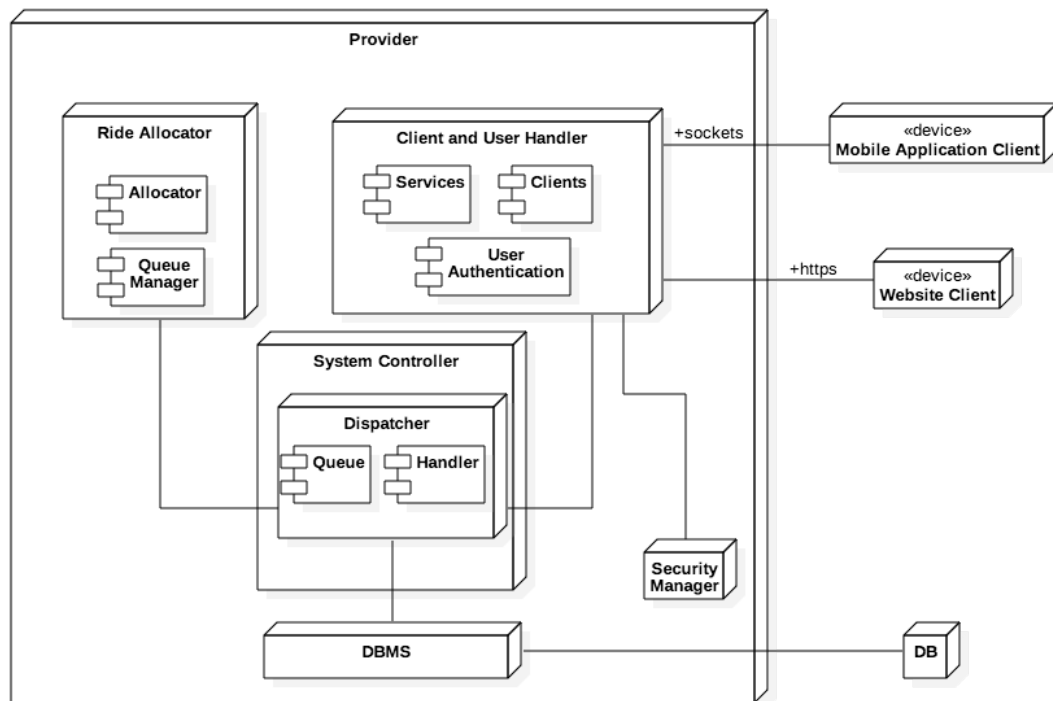 Provider
Ride Allocator
Allocator
Queue
Manager
Client and User Handler
Services
Clients
User
Authentication
+sockets
«device»
Mobile Application Client
+https
«device»
Website Client
System Controller
Dispatcher
Queue
Handler
Security
Manager
DBMS
DB